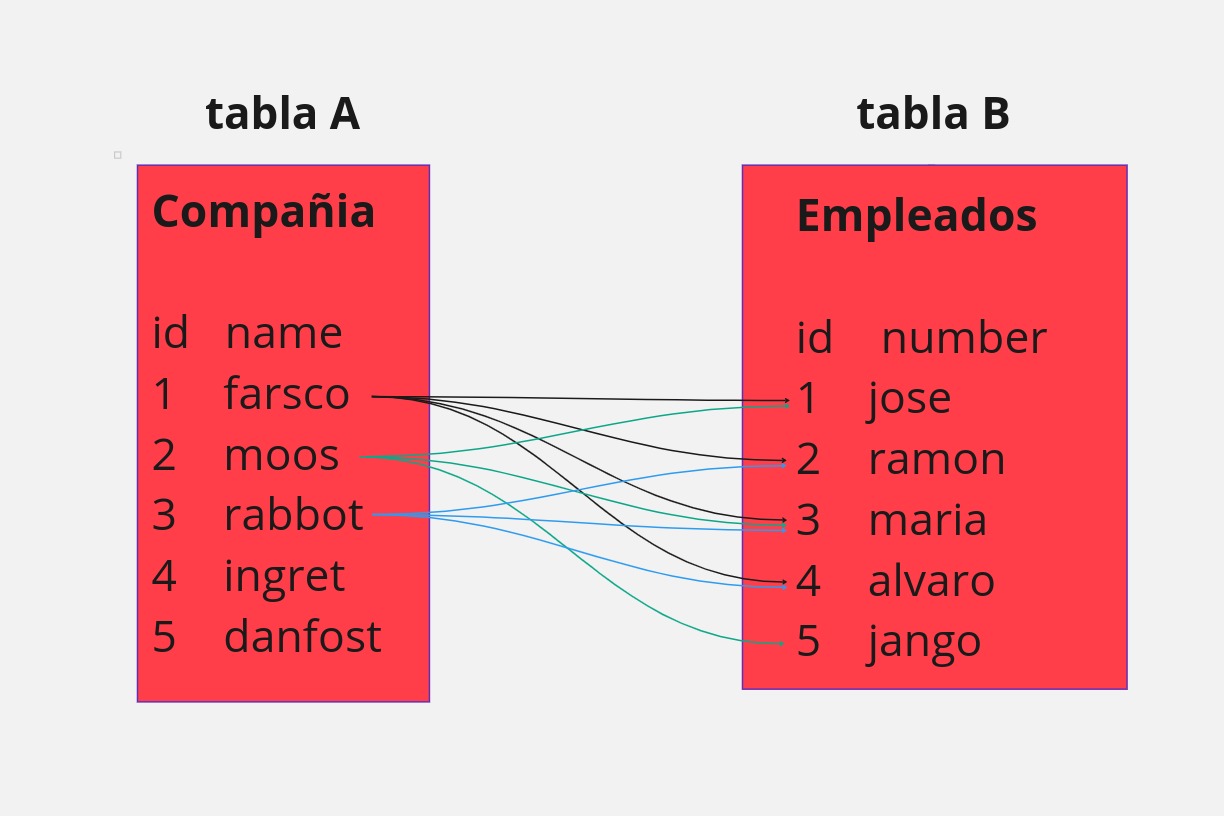 tabla A
Compañia
id name
1 farsco
2 moos
3 rabbot
4 ingret
5 danfost
tabla B
Empleados
id number
1 jose
2 ramon
3 maria
4 alvaro
5 jango